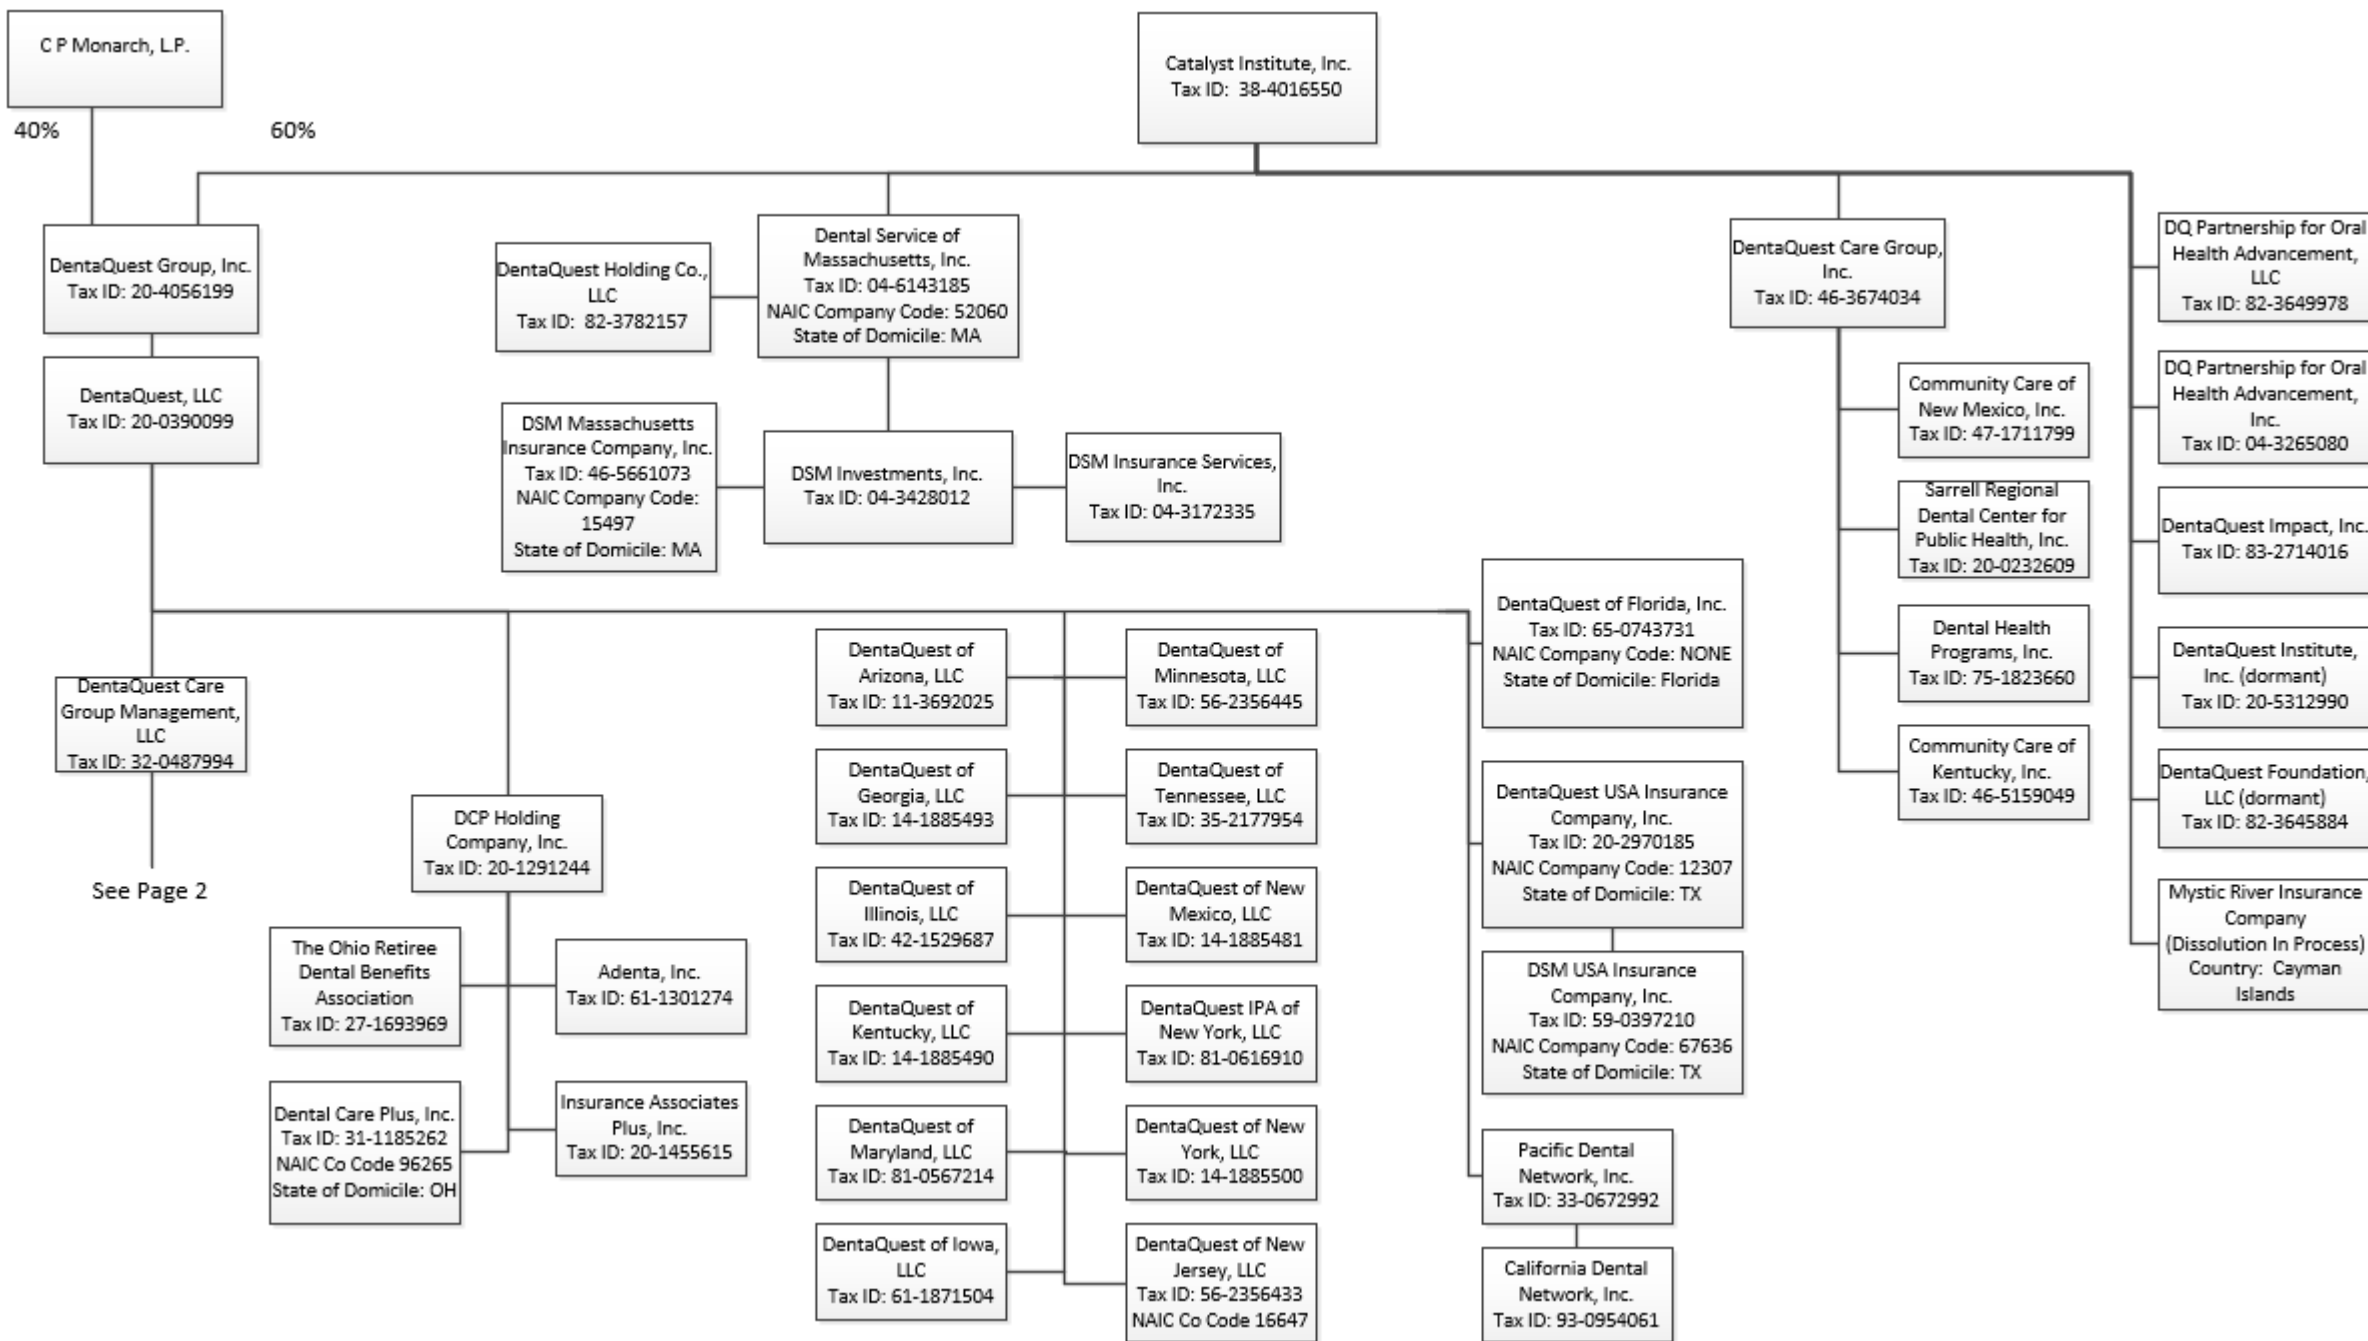 C P Monarch, L.P.
Catalyst Institute, Inc.
Tax ID:  38-4016550
40%
60%
DentaQuest Group, Inc.
Tax ID: 20-4056199
DentaQuest, LLC
Tax ID: 20-0390099
DentaQuest Holding Co.,
LLC
Tax ID:  82-3782157
Dental Service of
Massachusetts, Inc.
Tax ID: 04-6143185
NAIC Company Code: 52060
State of Domicile: MA
DSM Massachusetts
Insurance Company, Inc.
Tax ID: 46-5661073
NAIC Company Code:
15497
State of Domicile: MA
DSM Investments, Inc.
Tax ID: 04-3428012
DSM Insurance Services,
Inc.
Tax ID: 04-3172335
DentaQuest Care Group,
Inc.
Tax ID: 46-3674034
Community Care of
New Mexico, Inc.
Tax ID: 47-1711799
Sarrell Regional
Dental Center for
Public Health, Inc.
Tax ID: 20-0232609
Dental Health
Programs, Inc.
Tax ID: 75-1823660
Community Care of
Kentucky, Inc.
Tax ID: 46-5159049
DQ Partnership for Oral
Health Advancement,
LLC
Tax ID: 82-3649978
DQ Partnership for Oral
Health Advancement,
Inc.
Tax ID: 04-3265080
DentaQuest Impact, Inc.
Tax ID: 83-2714016
DentaQuest Institute,
Inc. (dormant)
Tax ID: 20-5312990
DentaQuest Foundation,
LLC (dormant)
Tax ID: 82-3645884
Mystic River Insurance
Company
(Dissolution In Process)
Country:  Cayman
Islands
DentaQuest Care
Group Management,
LLC
Tax ID: 32-0487994
See Page 2
DCP Holding
Company, Inc.
Tax ID: 20-1291244
The Ohio Retiree
Dental Benefits
Association
Tax ID: 27-1693969
Adenta, Inc.
Tax ID: 61-1301274
Dental Care Plus, Inc.
Tax ID: 31-1185262
NAIC Co Code 96265
State of Domicile: OH
Insurance Associates
Plus, Inc.
Tax ID: 20-1455615
DentaQuest of
Arizona, LLC
Tax ID: 11-3692025
DentaQuest of
Minnesota, LLC
Tax ID: 56-2356445
DentaQuest of
Georgia, LLC
Tax ID: 14-1885493
DentaQuest of
Tennessee, LLC
Tax ID: 35-2177954
DentaQuest of
Illinois, LLC
Tax ID: 42-1529687
DentaQuest of New
Mexico, LLC
Tax ID: 14-1885481
DentaQuest of
Kentucky, LLC
Tax ID: 14-1885490
DentaQuest IPA of
New York, LLC
Tax ID: 81-0616910
DentaQuest of
Maryland, LLC
Tax ID: 81-0567214
DentaQuest of New
York, LLC
Tax ID: 14-1885500
DentaQuest of Iowa,
LLC
Tax ID: 61-1871504
DentaQuest of New
Jersey, LLC
Tax ID: 56-2356433
NAIC Co Code 16647
DentaQuest of Florida, Inc.
Tax ID: 65-0743731
NAIC Company Code: NONE
State of Domicile: Florida
DentaQuest USA Insurance
Company, Inc.
Tax ID: 20-2970185
NAIC Company Code: 12307
State of Domicile: TX
DSM USA Insurance
Company, Inc.
Tax ID: 59-0397210
NAIC Company Code: 67636
State of Domicile: TX
Pacific Dental
Network, Inc.
Tax ID: 33-0672992
California Dental
Network, Inc.
Tax ID: 93-0954061